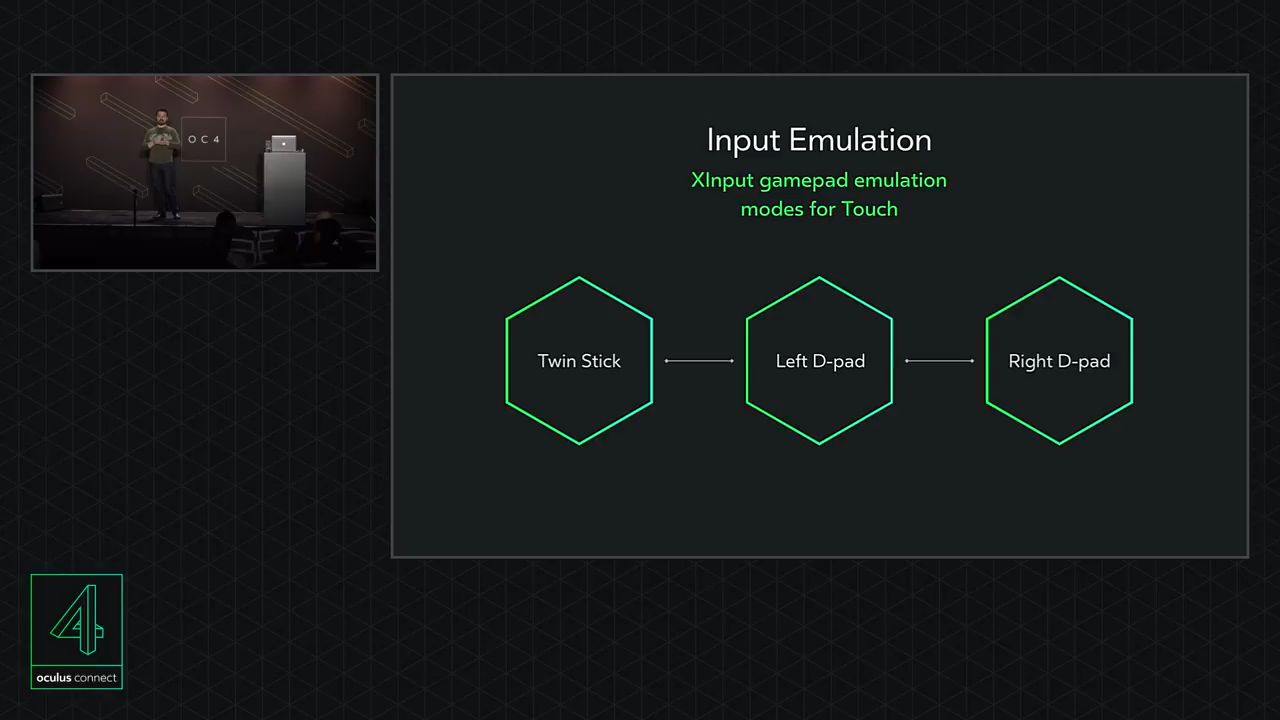 OC4
Input Emulation
XInput gamepad emulation
modes for Touch
Twin Stick
Left D-pad
Right D-pad
4
oculus connect